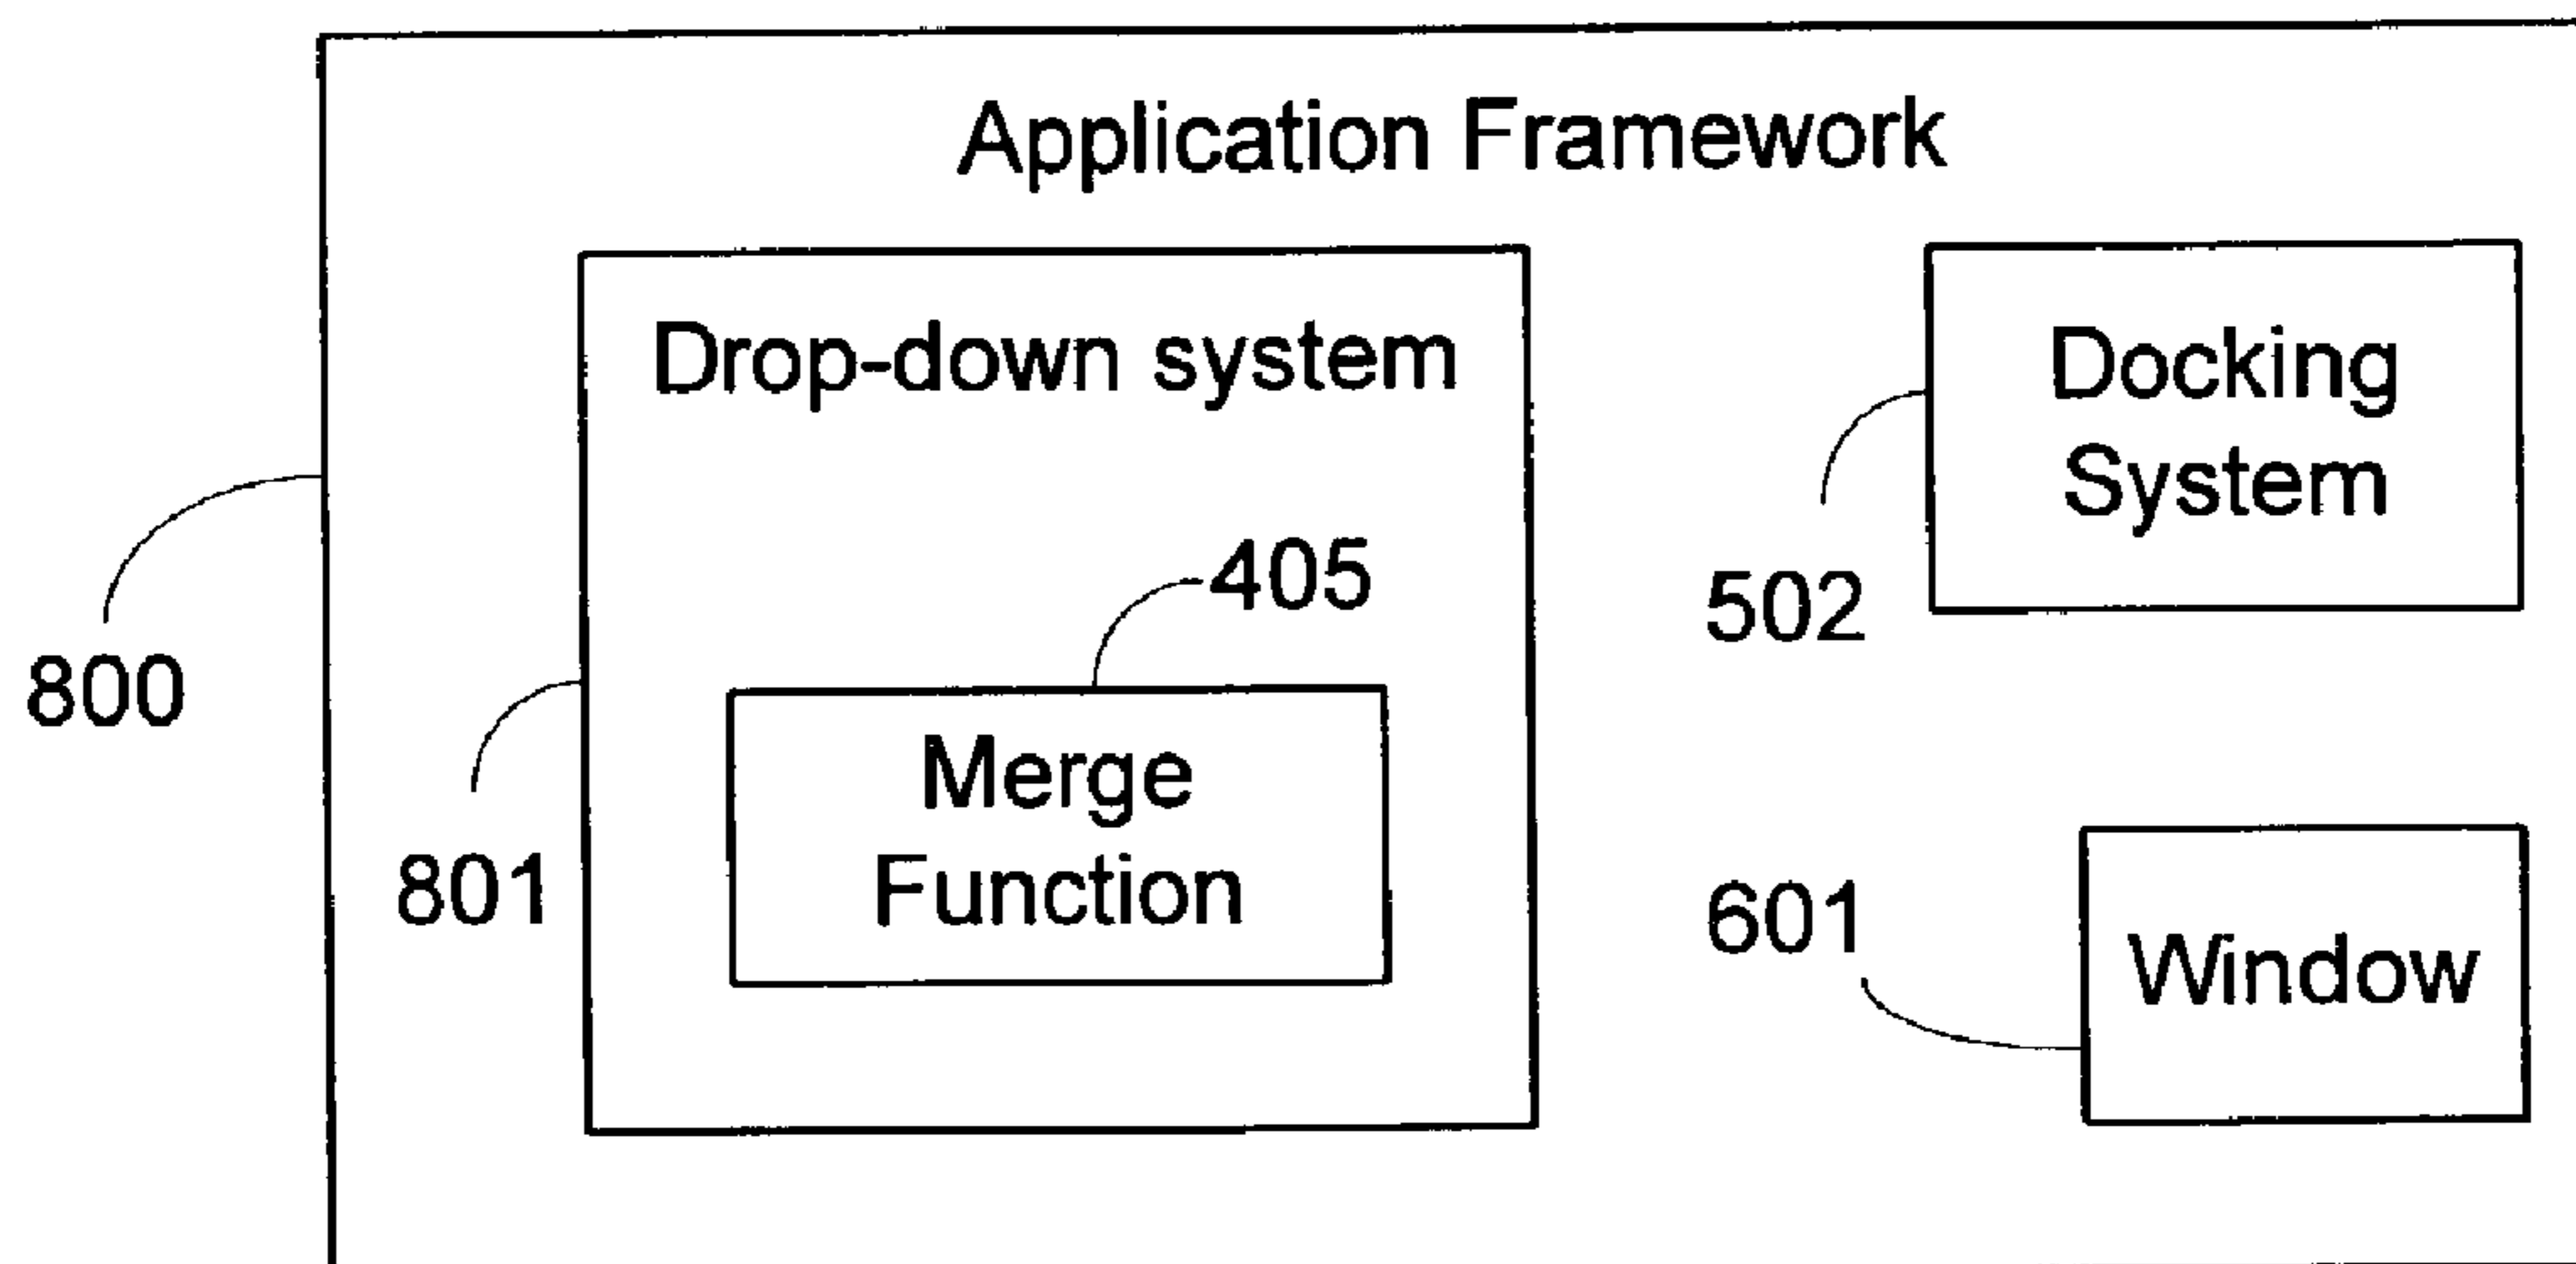 Application Framework
Drop-down system
Docking
System
405
502
800
Merge
Function
801
601
Window